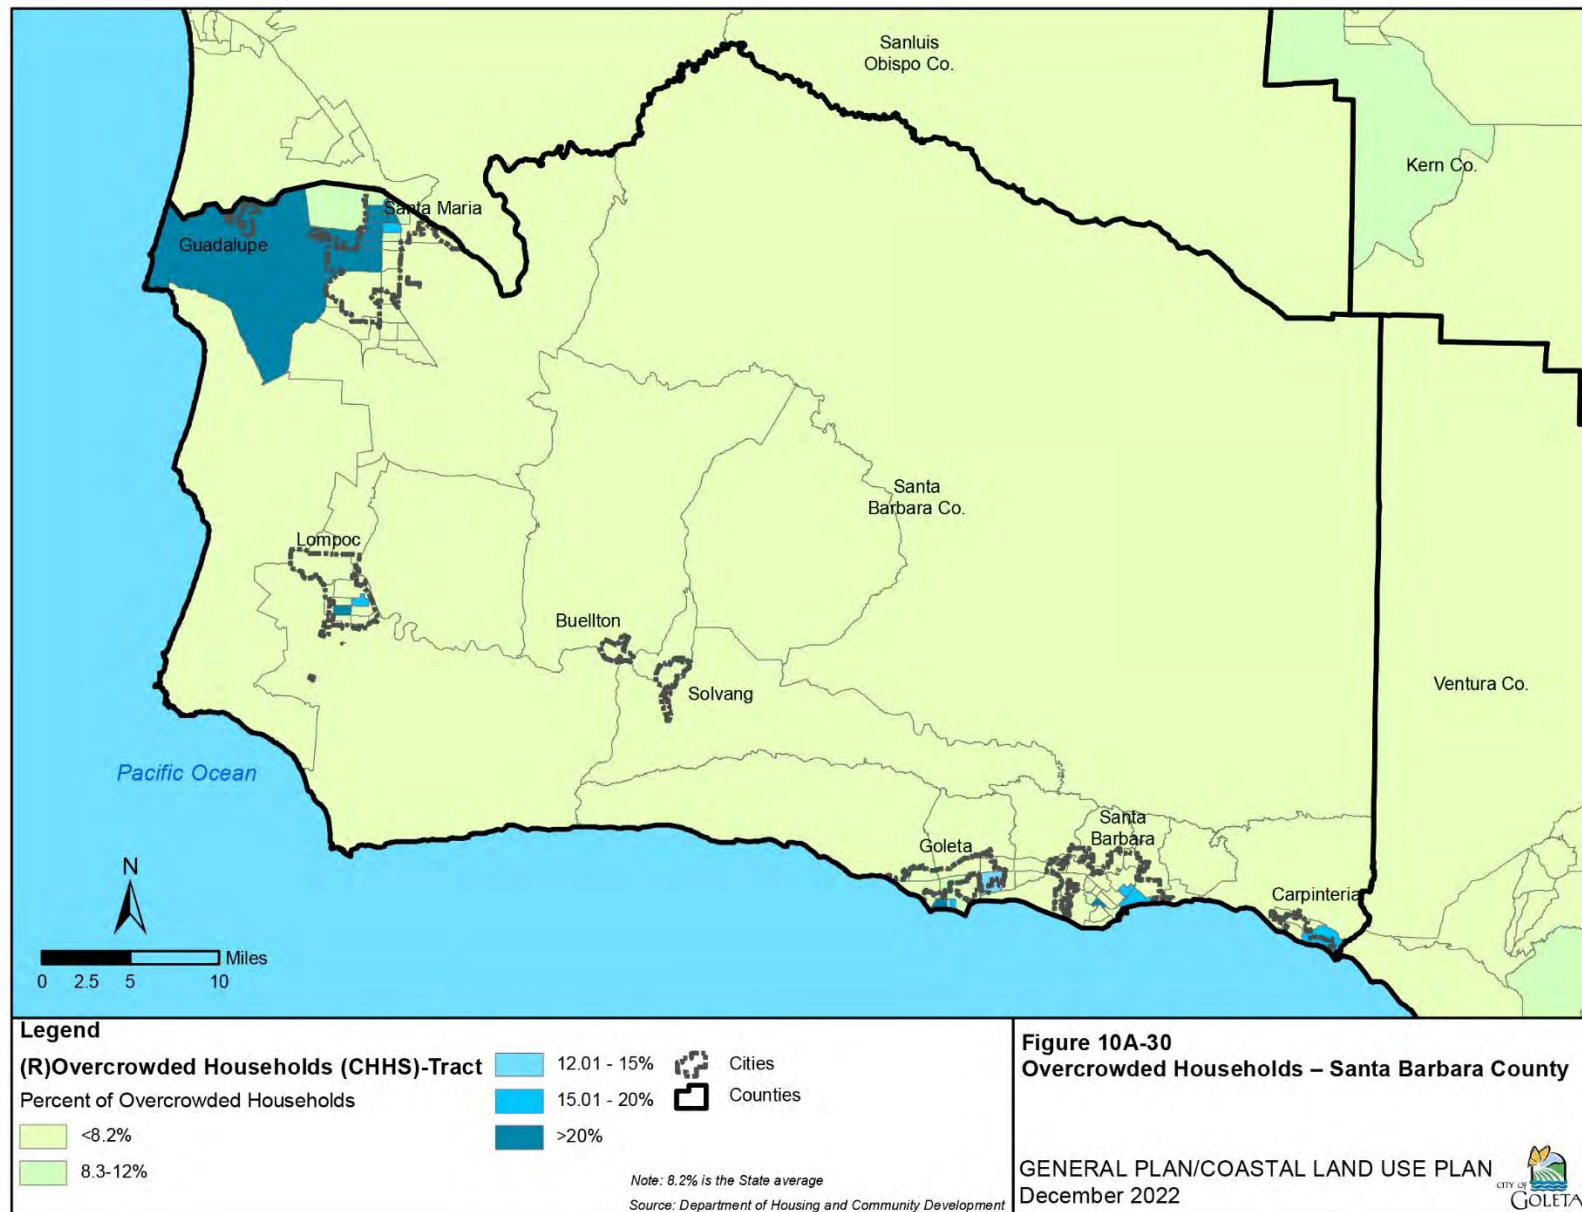 Sanluis
Obispo Co.
Kern Co.
Santa Maria
Guadalupe
Santa
Barbara Co.
Lompoc
Buellton
Solvang
Ventura Co.
Pacific Ocean
Santa
Barbara
Goleta
Carpinteria
N
Miles
0 2.5 5 10
Legend
(R)Overcrowded Households (CHHS)-Tract
Percent of Overcrowded Households
<8.2%
8.3-12%
12.01 - 15%
15.01 - 20%
>20%
Cities
Counties
Note: 8.2% is the State average
Source: Department of Housing and Community Development
Figure 10A-30
Overcrowded Households – Santa Barbara County
GENERAL PLAN/COASTAL LAND USE PLAN
December 2022
CITY OF
GOLETA